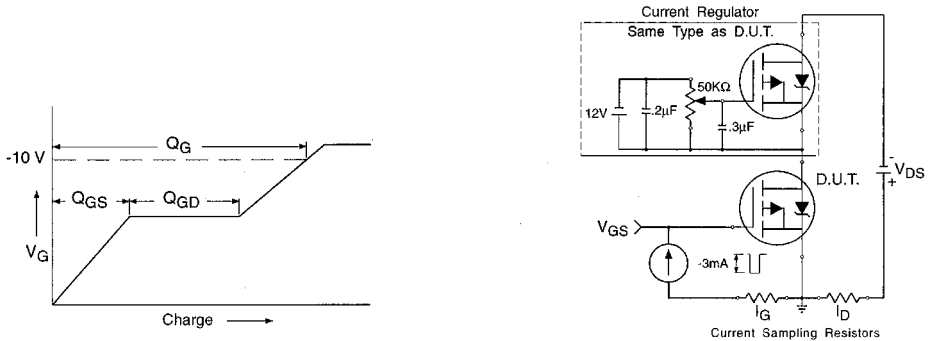 -10 V
QG
QGS
QGD
VG
Charge
Current Regulator
Same Type as D.U.T.
12V
.2μF
50KΩ
.3μF
D.U.T.
-
VDS
+
VGS
-3mA
IG
ID
Current Sampling Resistors